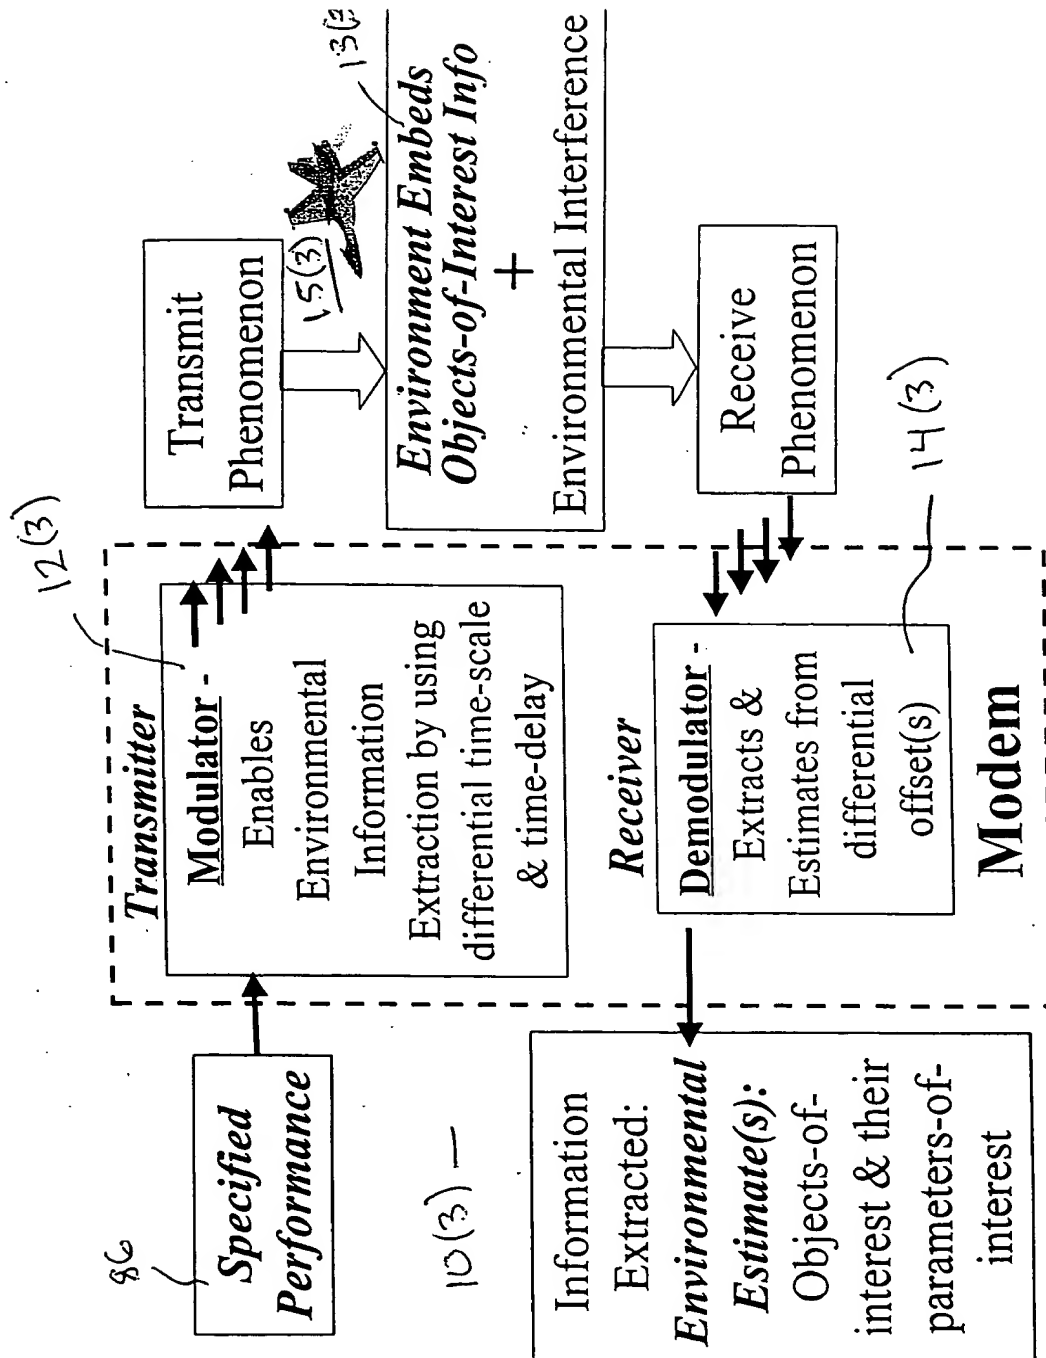 86
Specified
Performance
10(3)
Information
Extracted:
Environmental
Estimate(s):
Objects-of-
interest & their
parameters-of-
interest
12(3)
Transmitter
Modulator -
Enables
Environmental
Information
Extraction by using
differential time-scale
& time-delay
Receiver
Demodulator -
Extracts &
Estimates from
differential
offset(s)
14(3)
Modem
Transmit
Phenomenon
15(3)
Environment Embeds
Objects-of-Interest Info
+
Environmental Interference
Receive
Phenomenon